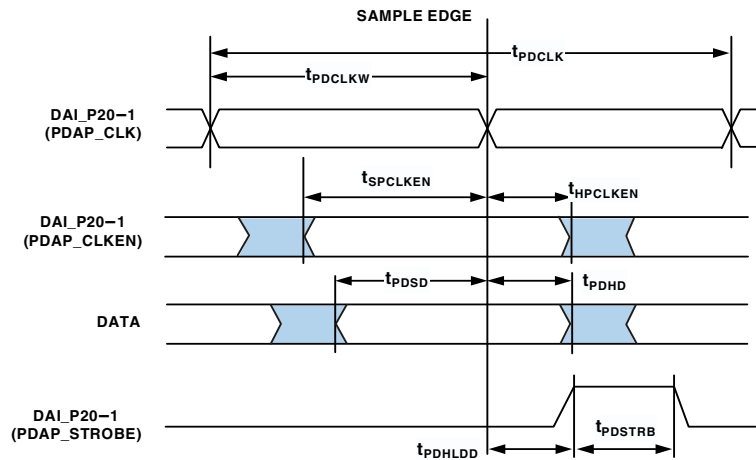 SAMPLE EDGE
tPDCLK
tPDCLKW
DAI_P20–1
(PDAP_CLK)
tSPCLKEN
tHPCLKEN
DAI_P20–1
(PDAP_CLKEN)
tPDSD
tPDHD
DATA
DAI_P20–1
(PDAP_STROBE)
tPDHLDD
tPDSTRB